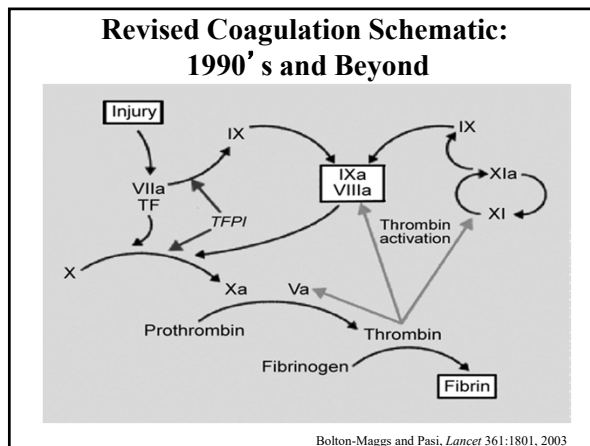 Revised Coagulation Schematic:
1990's and Beyond
Injury
IX
IX
IXa
VIIIa
XIa
VIIa
TF
TFPI
Thrombin
activation
XI
X
Xa
Va
Prothrombin
Thrombin
Fibrinogen
Fibrin
Bolton-Maggs and Pasi, Lancet 361:1801, 2003